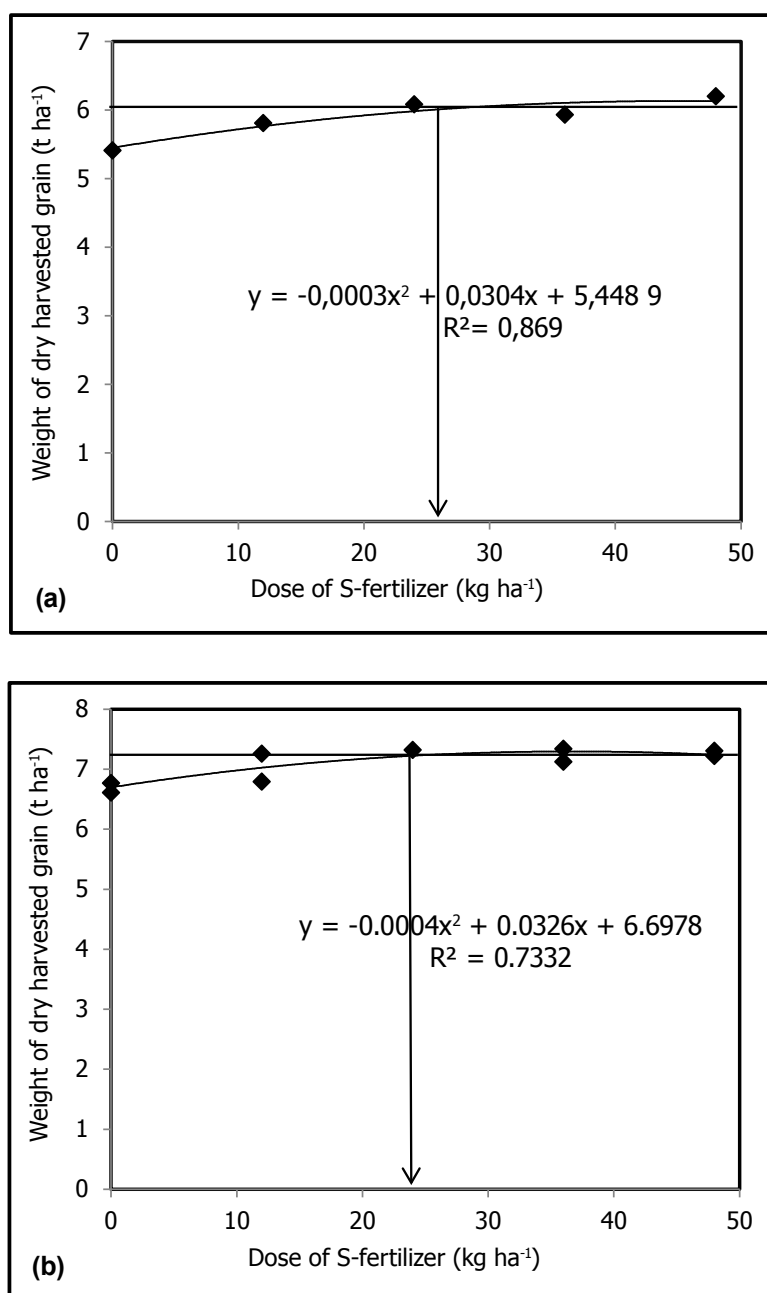 7
6
5
4
3
2
1
0
Weight of dry harvested grain (t ha⁻¹)
y = -0,0003x² + 0,0304x + 5,448 9
R²= 0,869
0 10 20 30 40 50
Dose of S-fertilizer (kg ha⁻¹)
(a)
8
7
6
5
4
3
2
1
0
Weight of dry harvested grain (t ha⁻¹)
y = -0.0004x² + 0.0326x + 6.6978
R² = 0.7332
0 10 20 30 40 50
Dose of S-fertilizer (kg ha⁻¹)
(b)